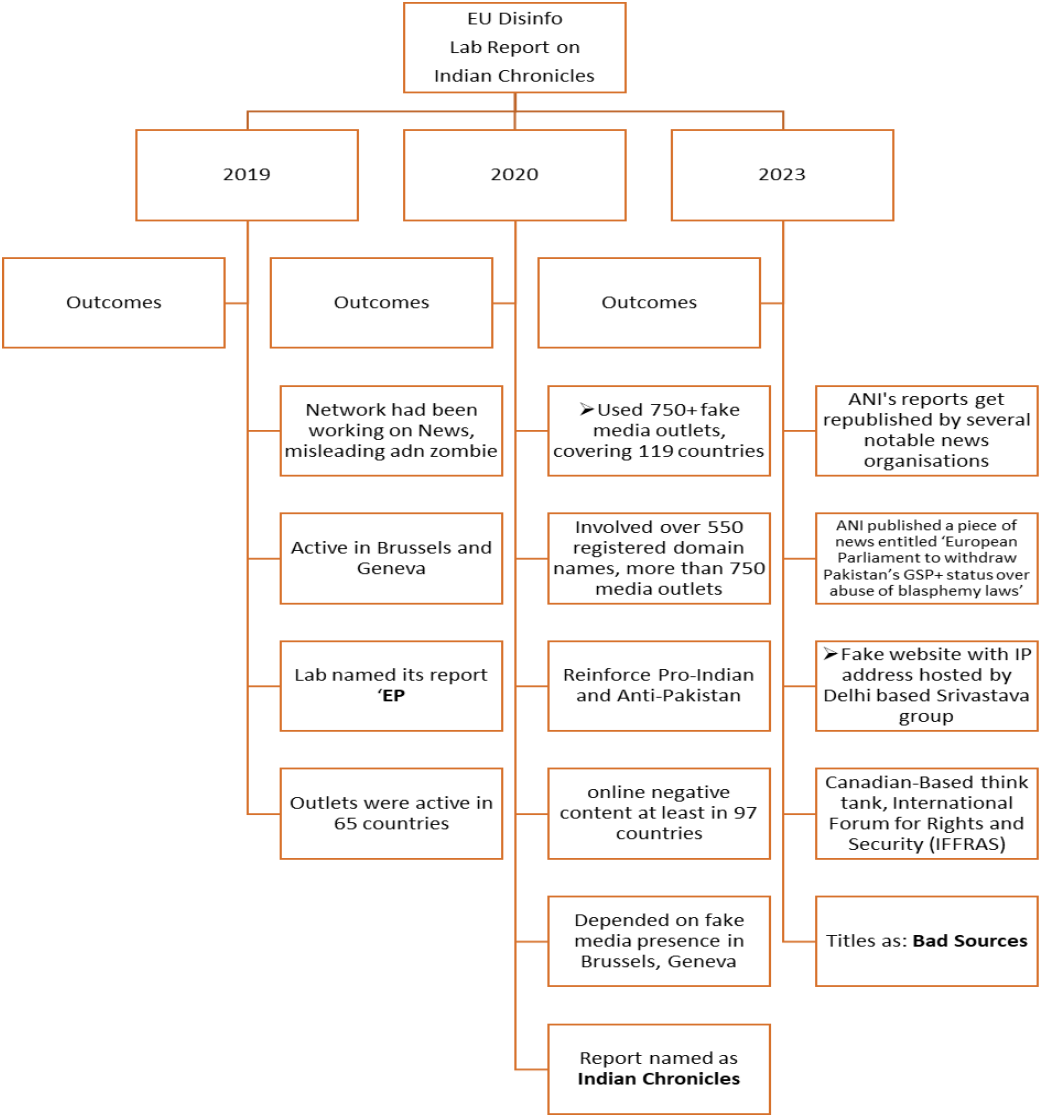 EU Disinfo
Lab Report on
Indian Chronicles
2019
Outcomes
Network had been
working on News,
misleading adn zombie
Active in Brussels and
Geneva
Lab named its report
‘EP
Outlets were active in
65 countries
2020
Outcomes
➢Used 750+ fake
media outlets,
covering 119 countries
Involved over 550
registered domain
names, more than 750
media outlets
Reinforce Pro-Indian
and Anti-Pakistan
online negative
content at least in 97
countries
Depended on fake
media presence in
Brussels, Geneva
Report named as
Indian Chronicles
2023
Outcomes
ANI's reports get
republished by several
notable news
organisations
ANI published a piece of
news entitled ‘European
Parliament to withdraw
Pakistan’s GSP+ status over
abuse of blasphemy laws’
➢Fake website with IP
address hosted by
Delhi based Srivastava
group
Canadian-Based think
tank, International
Forum for Rights and
Security (IFFRAS)
Titles as: Bad Sources